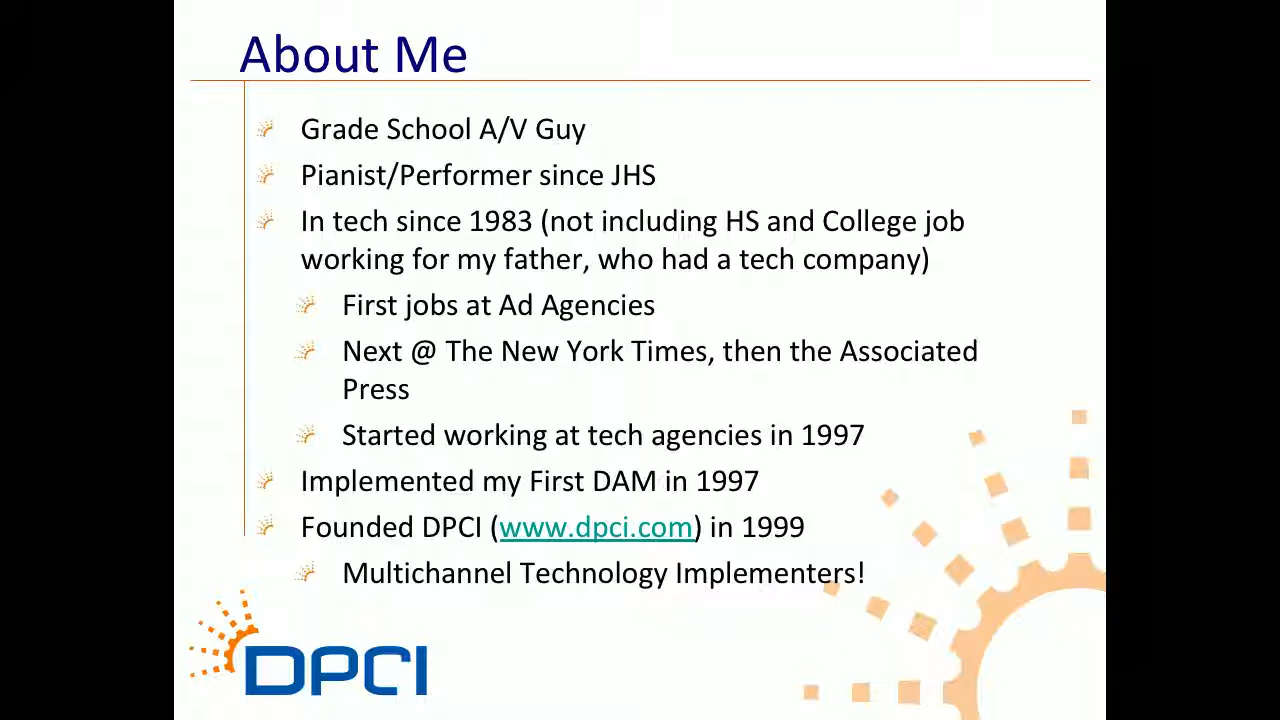 About Me
Grade School A/V Guy
Pianist/Performer since JHS
In tech since 1983 (not including HS and College job
working for my father, who had a tech company)
First jobs at Ad Agencies
Next @ The New York Times, then the Associated
Press
Started working at tech agencies in 1997
Implemented my First DAM in 1997
Founded DPCI (www.dpci.com) in 1999
Multichannel Technology Implementers!
DPCI